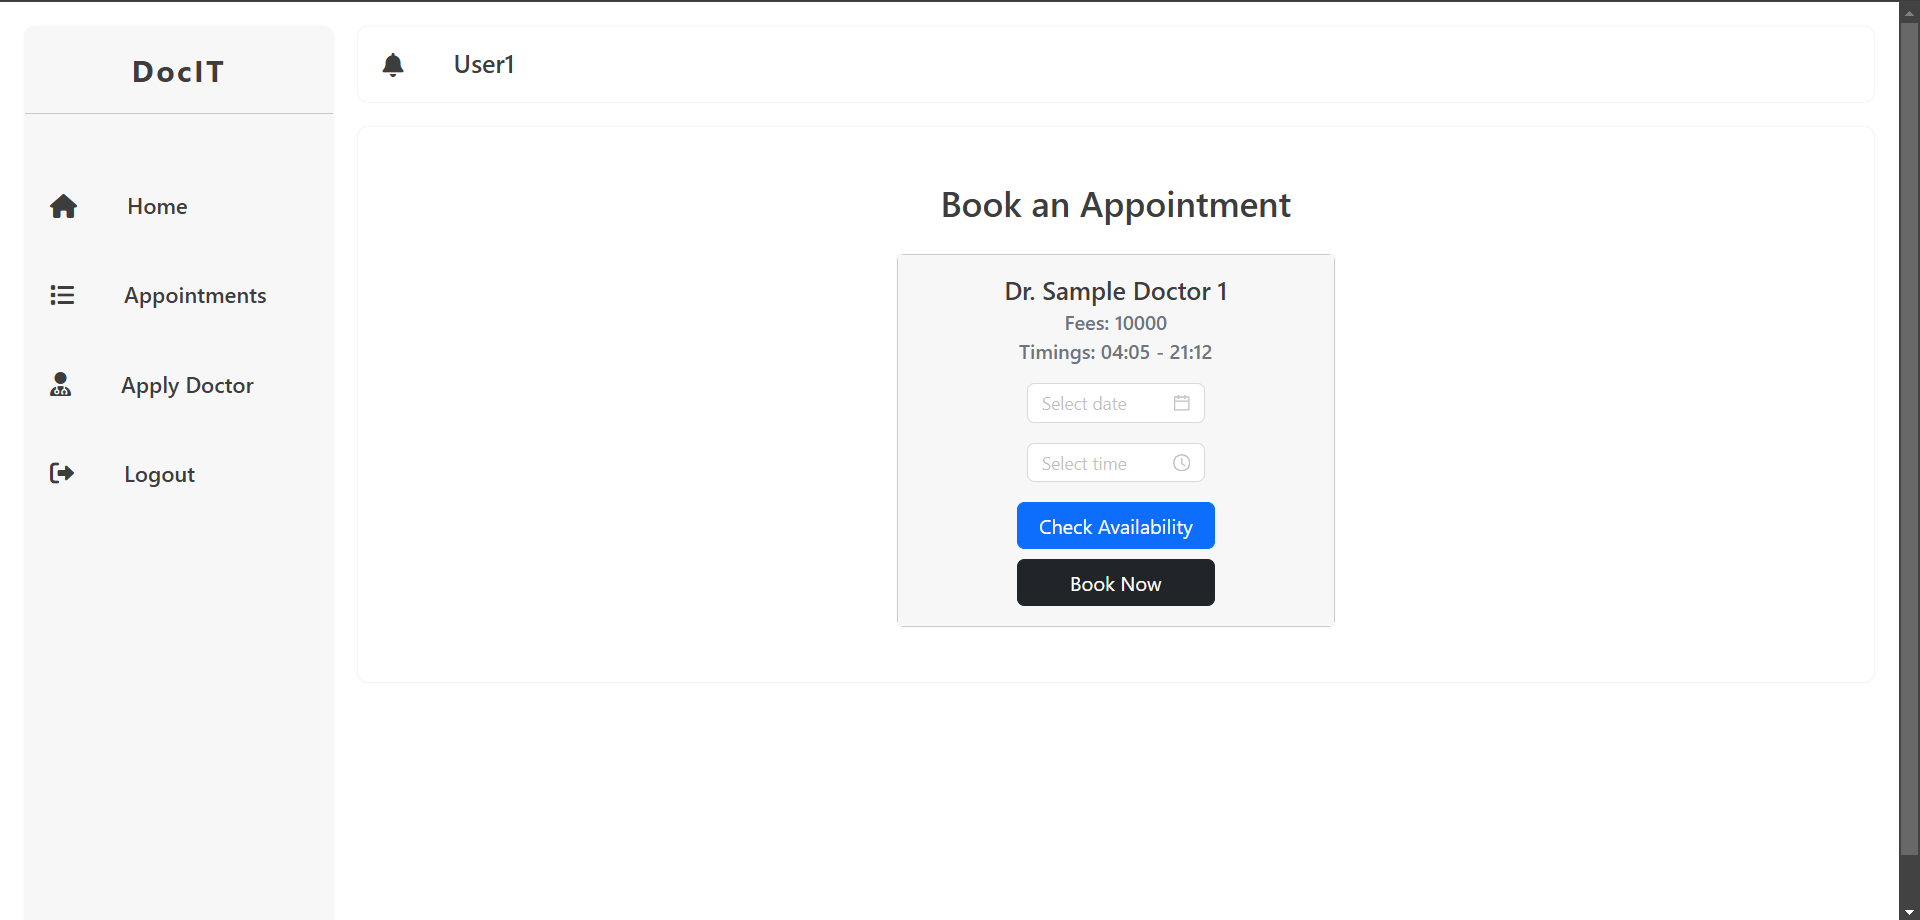 DocIT
User1
Home
Appointments
Apply Doctor
Logout
Book an Appointment
Dr. Sample Doctor 1
Fees: 10000
Timings: 04:05 - 21:12
Select date
Select time
Check Availability
Book Now